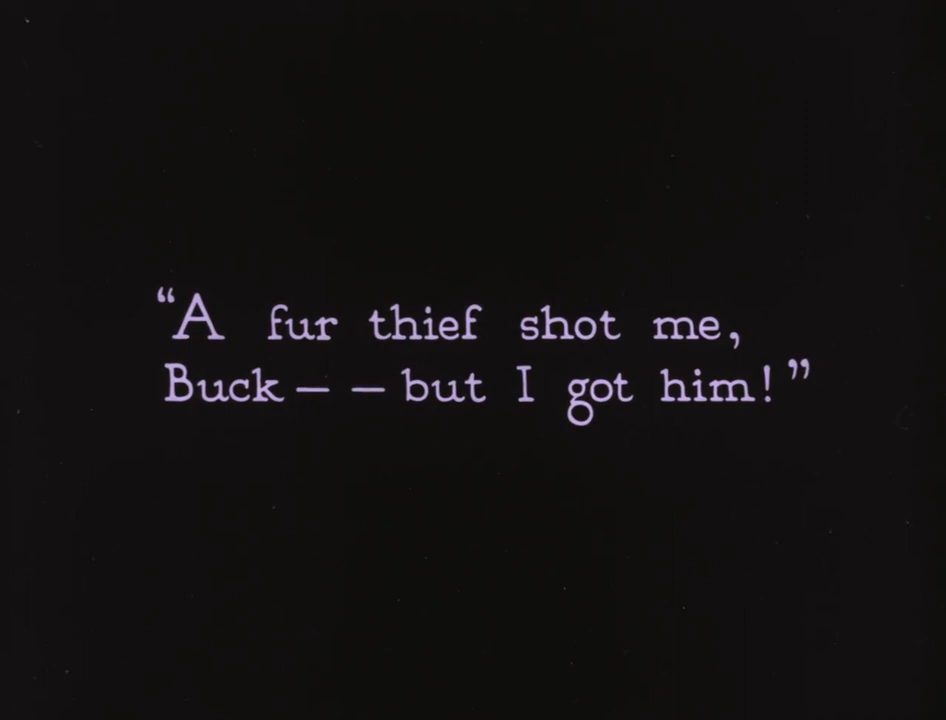 “A fur thief shot me,
Buck — — but I got him!”